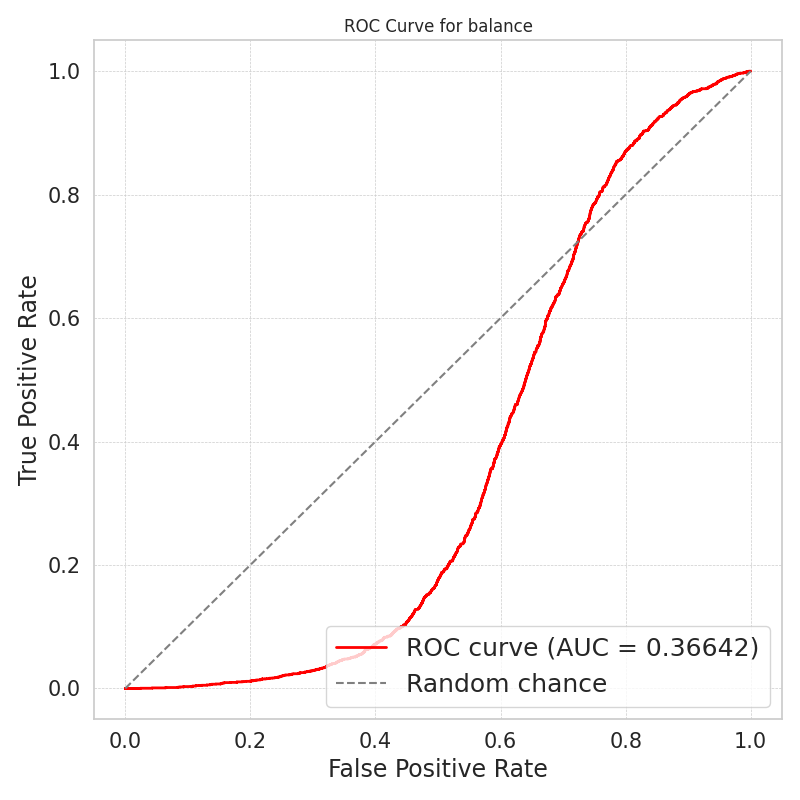 ROC Curve for balance
True Positive Rate
1.0
0.8
0.6
0.4
0.2
0.0
ROC curve (AUC = 0.36642)
Random chance
0.0 0.2 0.4 0.6 0.8 1.0
False Positive Rate